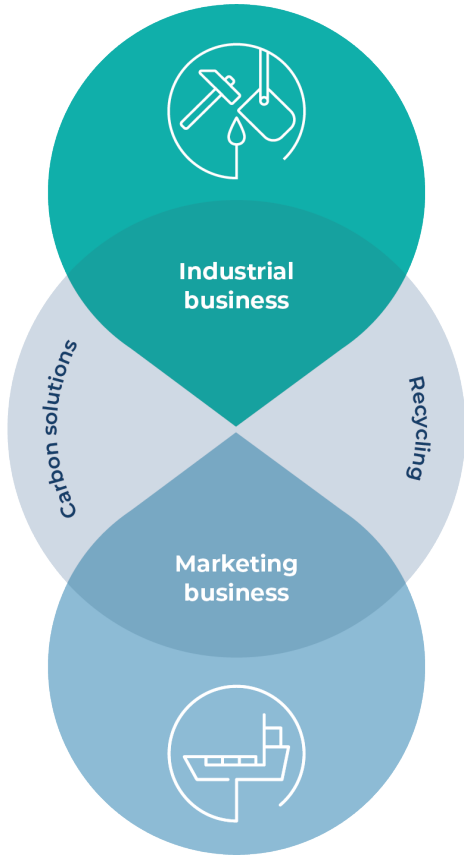 Industrial
business
Carbon solutions
Recycling
Marketing
business